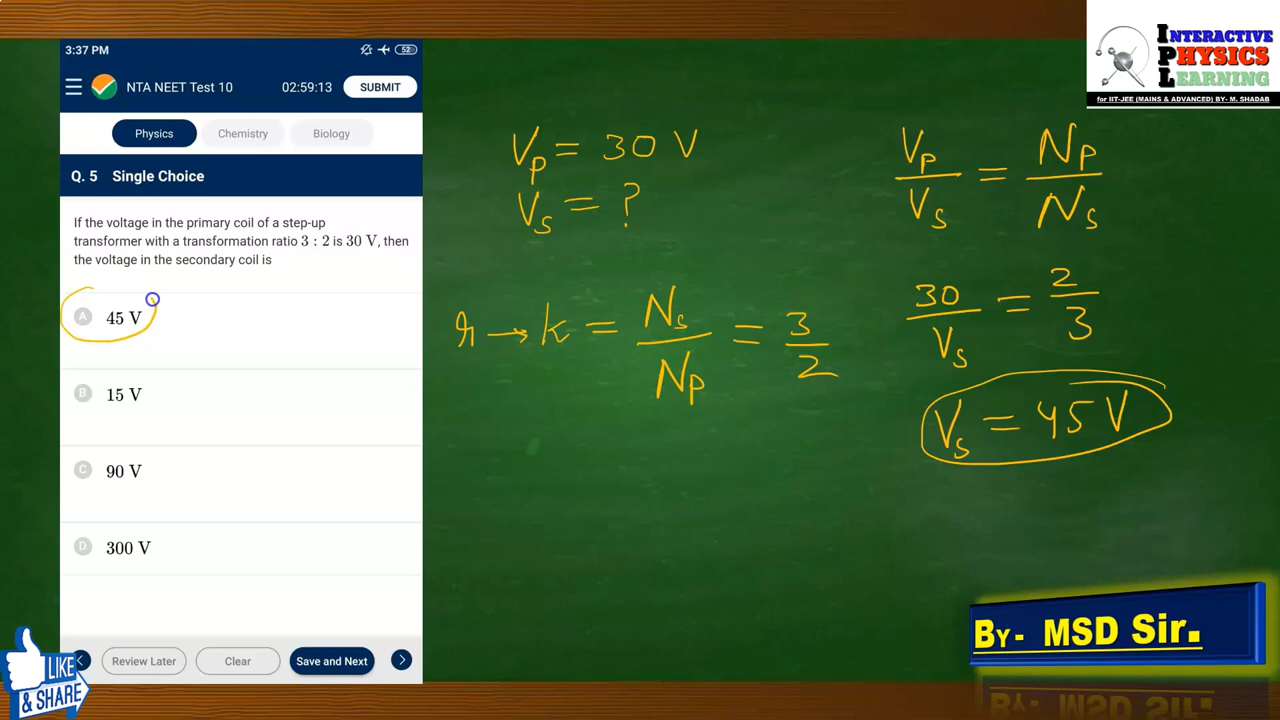 3:37 PM
52
NTA NEET Test 10
02:59:13
SUBMIT
Physics
Chemistry
Biology
Q. 5 Single Choice
If the voltage in the primary coil of a step-up
transformer with a transformation ratio 3 : 2 is 30 V, then
the voltage in the secondary coil is
A 45 V
B 15 V
C 90 V
D 300 V
Review Later
Clear
Save and Next
LIKE
& SHARE
Vp = 30 V
Vs = ?
r → k = Ns/Np = 3/2
Vp/Vs = Np/Ns
30/Vs = 2/3
Vs = 45 V
INTERACTIVE
PHYSICS
LEARNING
for IIT-JEE (MAINS & ADVANCED) BY- M. SHADAB
BY- MSD Sir.